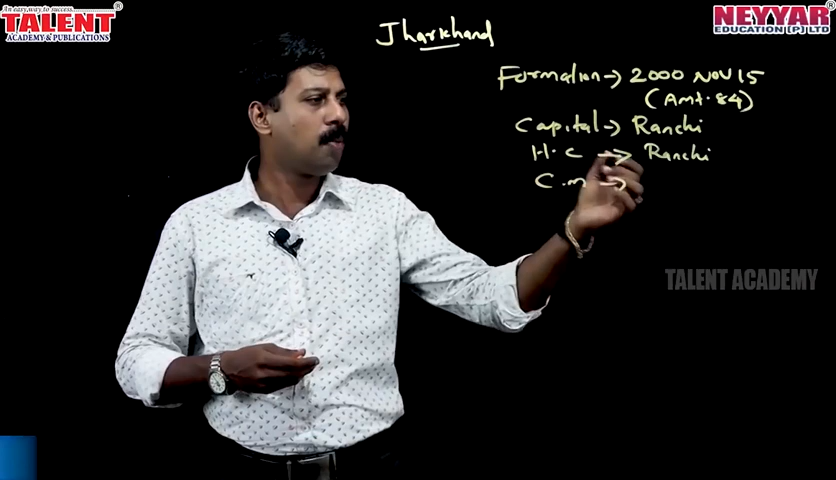 An easy way to success....
TALENT®
ACADEMY & PUBLICATIONS
NEYYAR®
EDUCATION (P) LTD
Jharkhand
Formation → 2000 NOV 15
(Amt. 84)
Capital → Ranchi
H.C → Ranchi
C.m →
TALENT ACADEMY